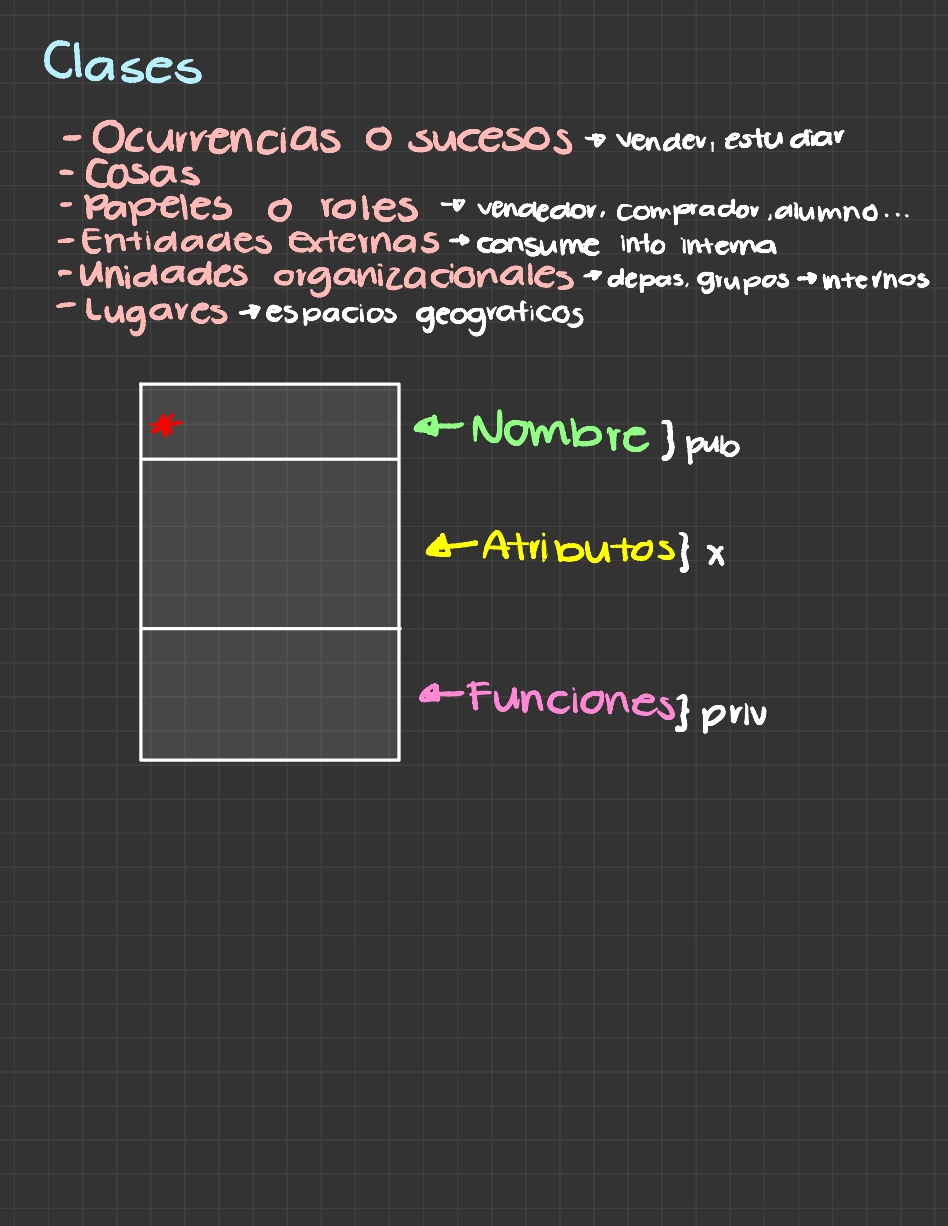 Clases
- Ocurrencias o sucesos → vender, estudiar
- Cosas
- Papeles o roles → vendedor, comprador, alumno...
- Entidades externas → consume info interna
- Unidades organizacionales → depas, grupos → internos
- Lugares → espacios geograficos
*
← Nombre } pub
← Atributos } x
← Funciones } priv